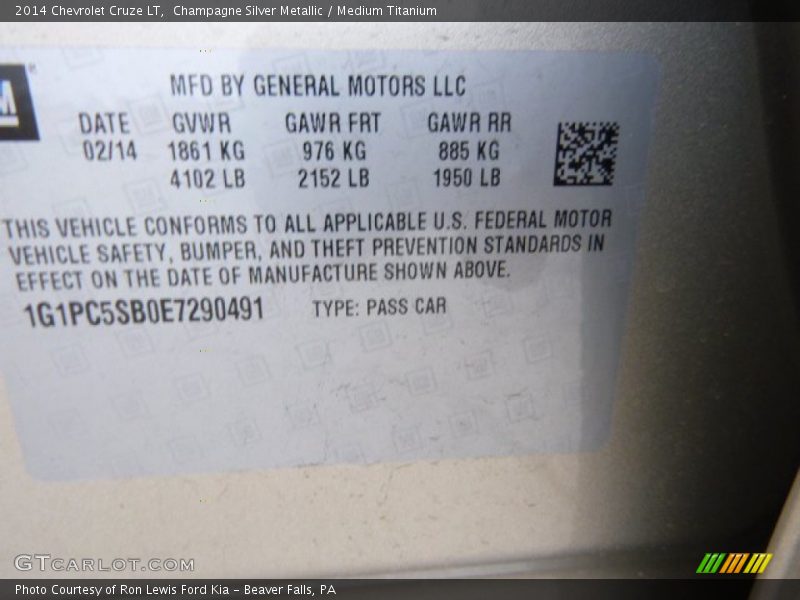 2014 Chevrolet Cruze LT,  Champagne Silver Metallic / Medium Titanium
MFD BY GENERAL MOTORS LLC
DATE GVWR GAWR FRT GAWR RR
02/14 1861 KG 976 KG 885 KG
4102 LB 2152 LB 1950 LB
THIS VEHICLE CONFORMS TO ALL APPLICABLE U.S. FEDERAL MOTOR
VEHICLE SAFETY, BUMPER, AND THEFT PREVENTION STANDARDS IN
EFFECT ON THE DATE OF MANUFACTURE SHOWN ABOVE.
1G1PC5SB0E7290491 TYPE: PASS CAR
GTCARLOT.COM
Photo Courtesy of Ron Lewis Ford Kia – Beaver Falls, PA